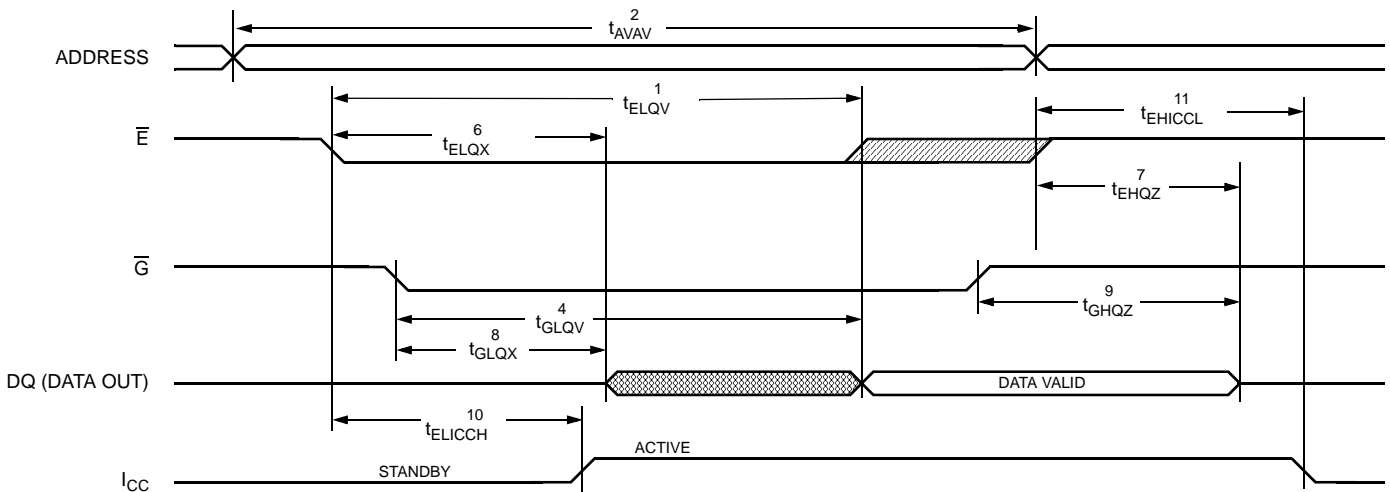 2
tAVAV
ADDRESS
1
tELQV
11
tEHICCL
E̅
6
tELQX
7
tEHQZ
G̅
9
tGHQZ
4
tGLQV
8
tGLQX
DQ (DATA OUT)
DATA VALID
10
tELICCH
ACTIVE
STANDBY
ICC